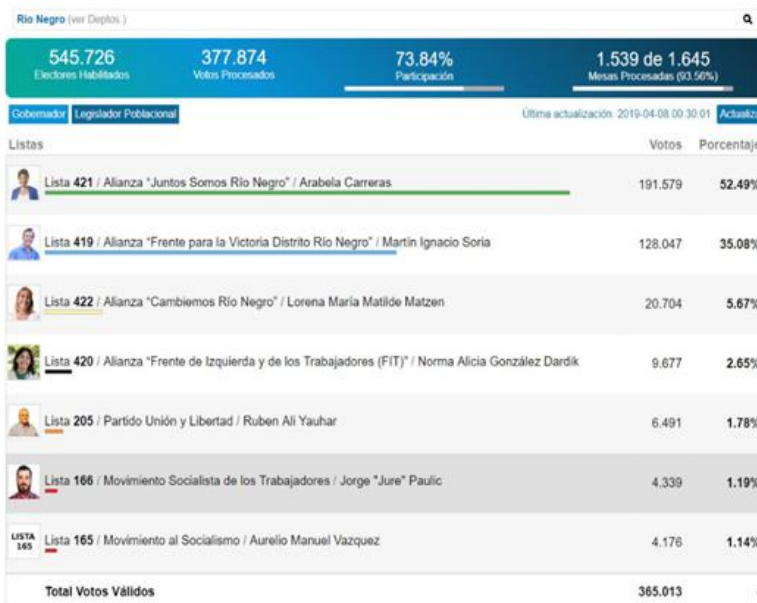 Río Negro (ver Deptos.)
545.726 377.874 73.84% 1.539 de 1.645
Electores Habilitados Votos Procesados Participación Mesas Procesadas (93.56%)
Gobernador Legislador Poblacional Última actualización: 2019-04-08 00:30:01 Actualiza
Listas Votos Porcentaje
Lista 421 / Alianza "Juntos Somos Río Negro" / Arabela Carreras 191.579 52.49%
Lista 419 / Alianza "Frente para la Victoria Distrito Río Negro" / Martin Ignacio Soria 128.047 35.08%
Lista 422 / Alianza "Cambiemos Río Negro" / Lorena María Matilde Matzen 20.704 5.67%
Lista 420 / Alianza "Frente de Izquierda y de los Trabajadores (FIT)" / Norma Alicia González Dardik 9.677 2.65%
Lista 205 / Partido Unión y Libertad / Ruben Ali Yauhar 6.491 1.78%
Lista 166 / Movimiento Socialista de los Trabajadores / Jorge "Jure" Paulic 4.339 1.19%
LISTA 165 Lista 165 / Movimiento al Socialismo / Aurelio Manuel Vazquez 4.176 1.14%
Total Votos Válidos 365.013